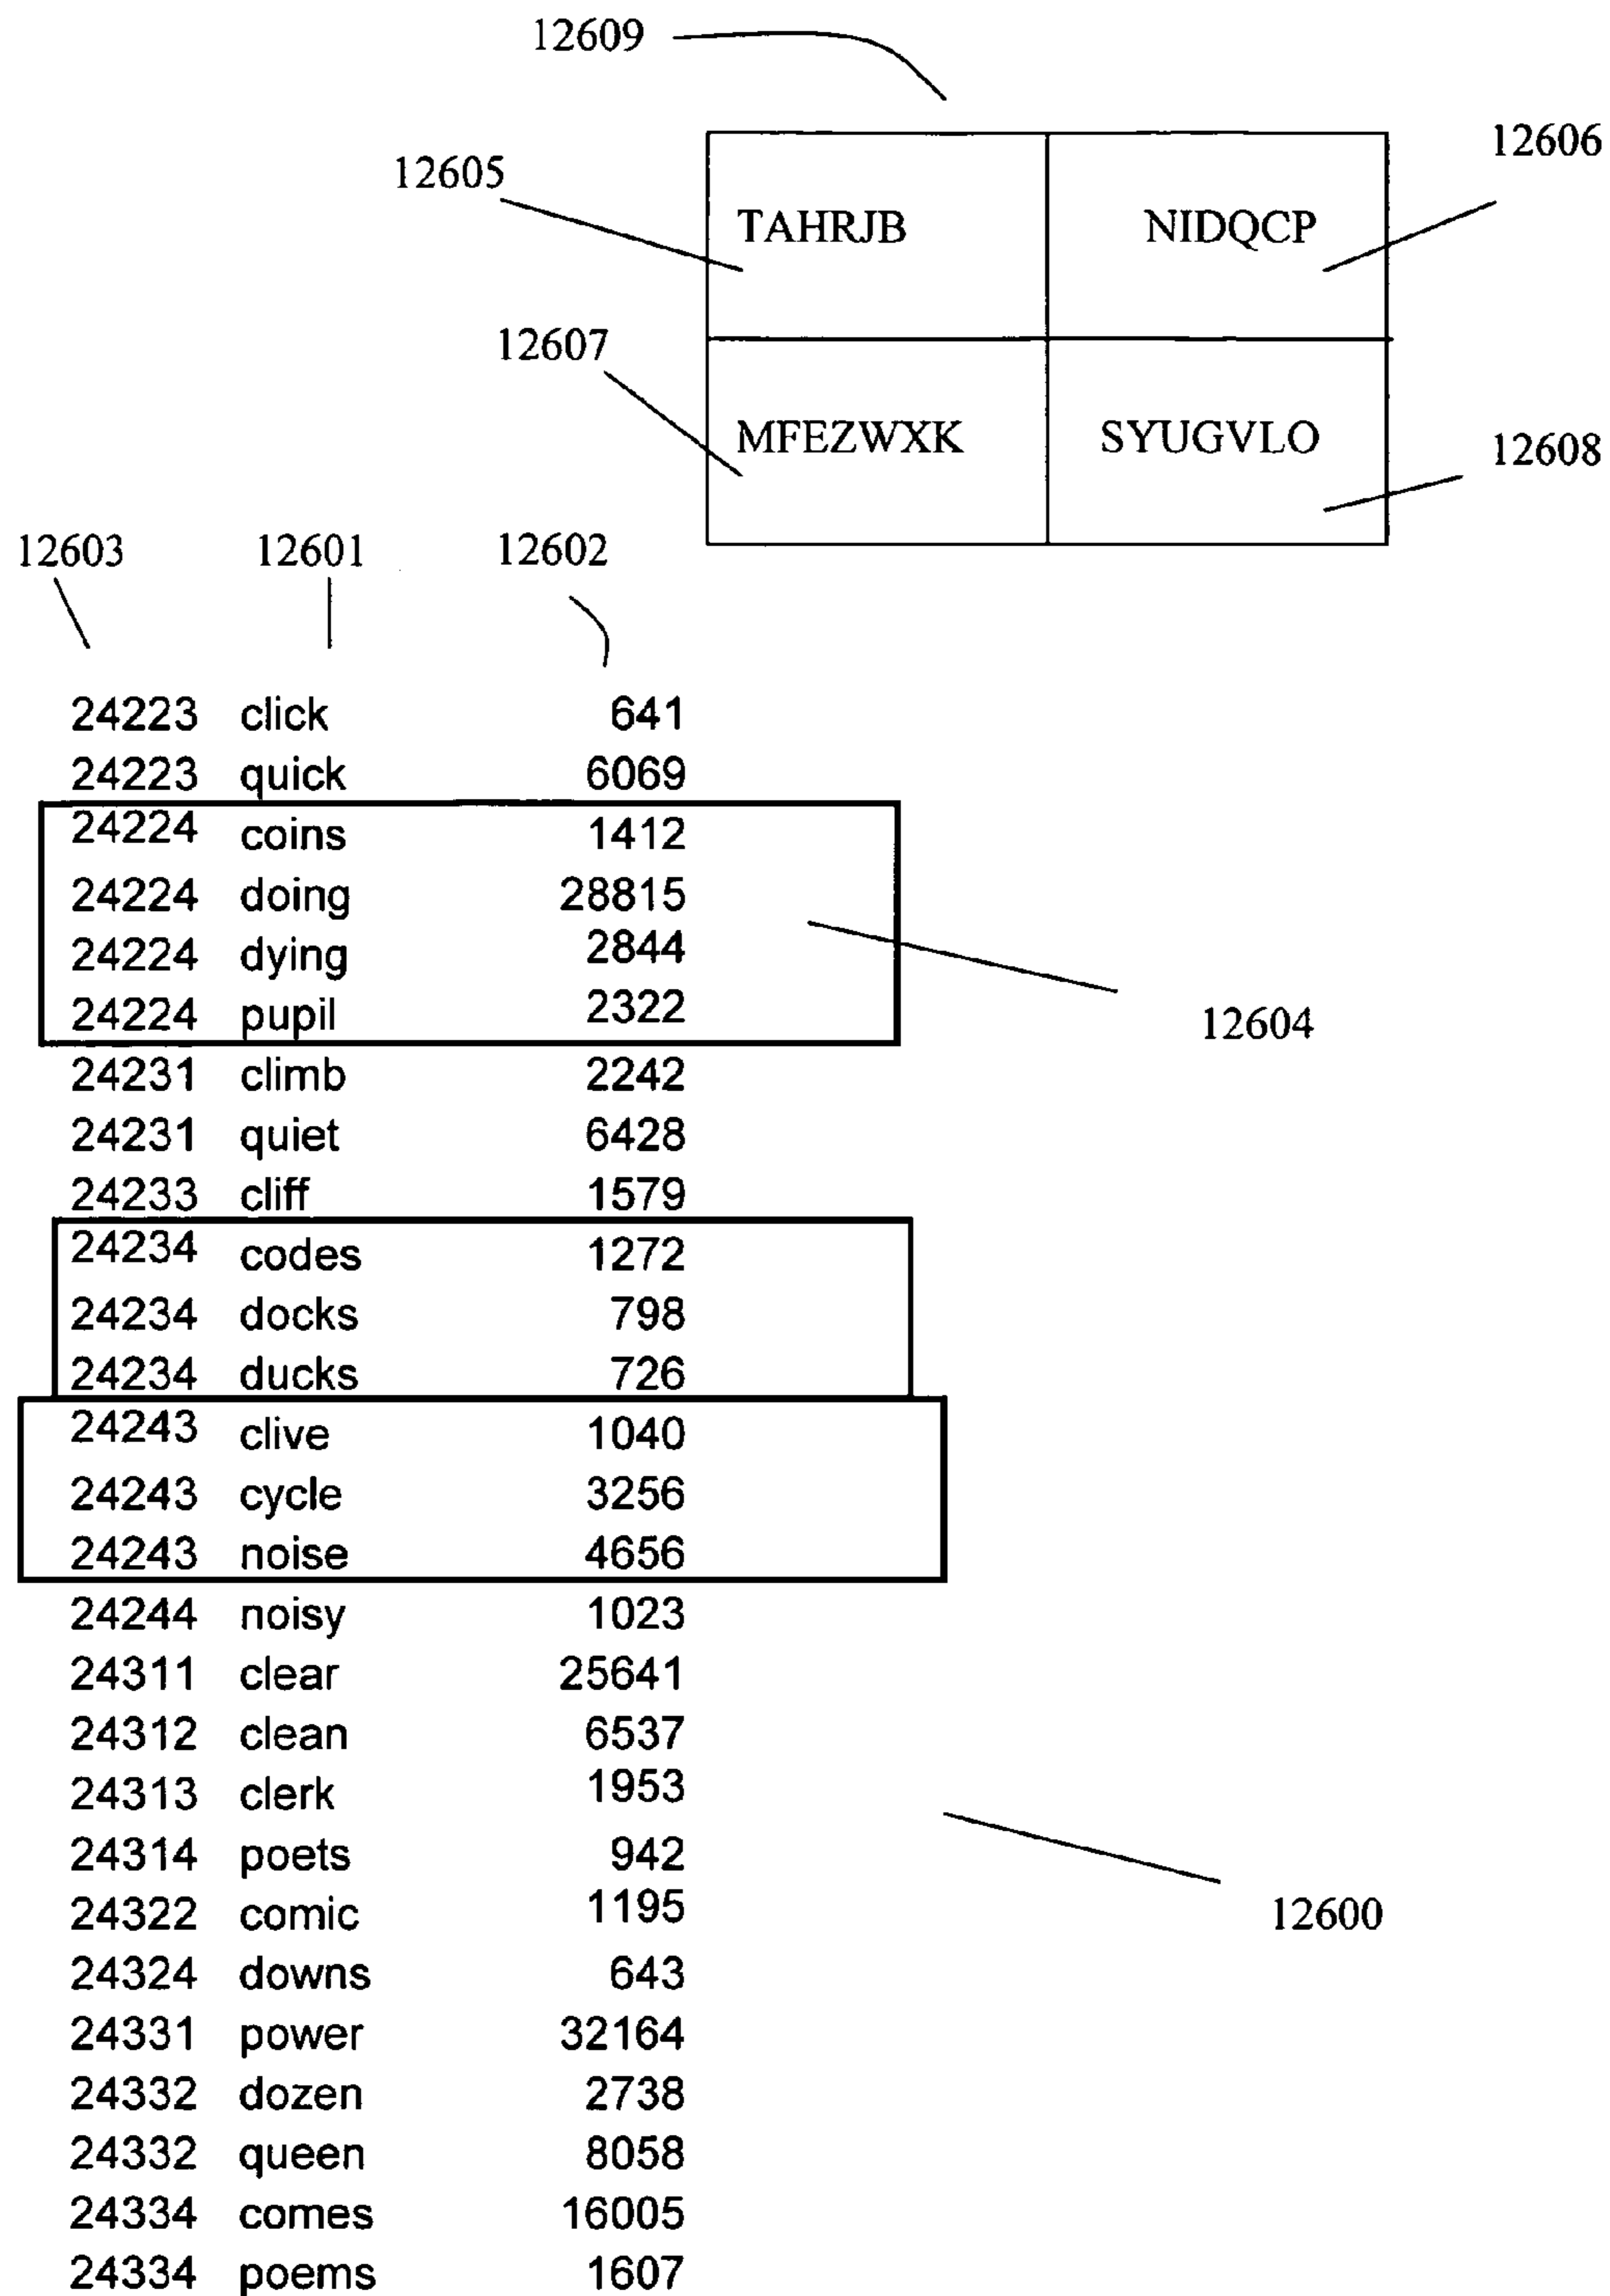 12609
12606
12605
TAHRJB NIDQCP
12607
MFEZWXK SYUGVLO
12608
12603 12601 12602
24223 click 641
24223 quick 6069
24224 coins 1412
24224 doing 28815
24224 dying 2844
24224 pupil 2322
12604
24231 climb 2242
24231 quiet 6428
24233 cliff 1579
24234 codes 1272
24234 docks 798
24234 ducks 726
24243 clive 1040
24243 cycle 3256
24243 noise 4656
24244 noisy 1023
24311 clear 25641
24312 clean 6537
24313 clerk 1953
24314 poets 942
24322 comic 1195
12600
24324 downs 643
24331 power 32164
24332 dozen 2738
24332 queen 8058
24334 comes 16005
24334 poems 1607